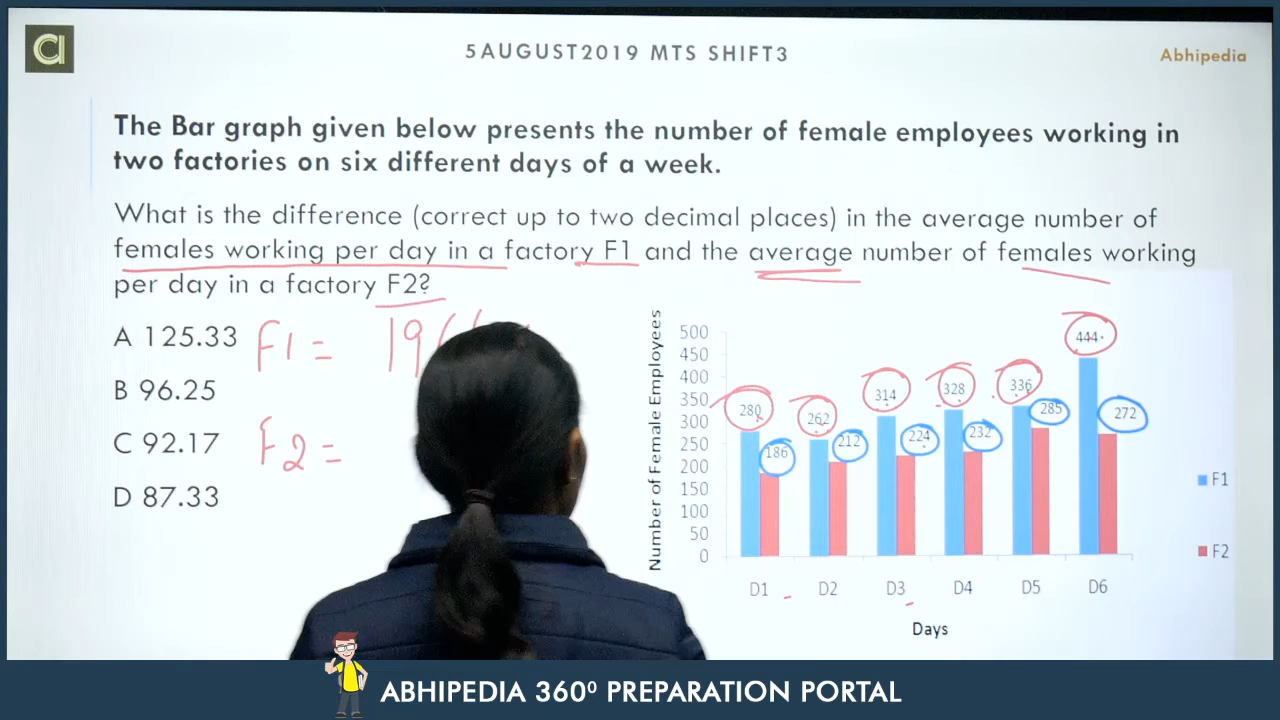 5AUGUST2019 MTS SHIFT3
Abhipedia
The Bar graph given below presents the number of female employees working in
two factories on six different days of a week.
What is the difference (correct up to two decimal places) in the average number of
females working per day in a factory F1 and the average number of females working
per day in a factory F2?
A 125.33
B 96.25
C 92.17
D 87.33
F1 = 19
F2 =
Number of Female Employees
500
450
400
350
300
250
200
150
100
50
0
280
186
262
212
314
224
328
232
336
285
444
272
D1 D2 D3 D4 D5 D6
Days
F1
F2
ABHIPEDIA 360⁰ PREPARATION PORTAL